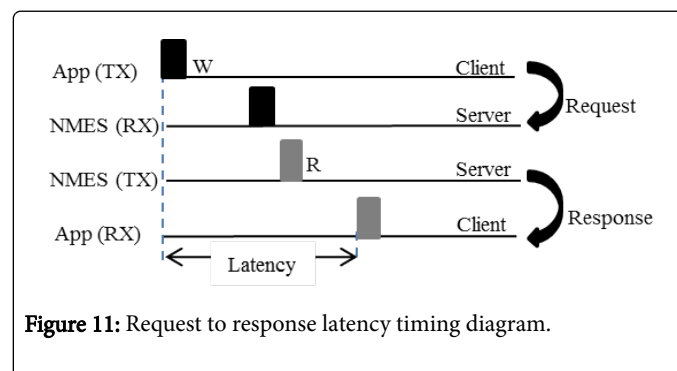 App (TX) W Client
Request
NMES (RX) Server
NMES (TX) R Server
Response
App (RX) Client
Latency
Figure 11: Request to response latency timing diagram.